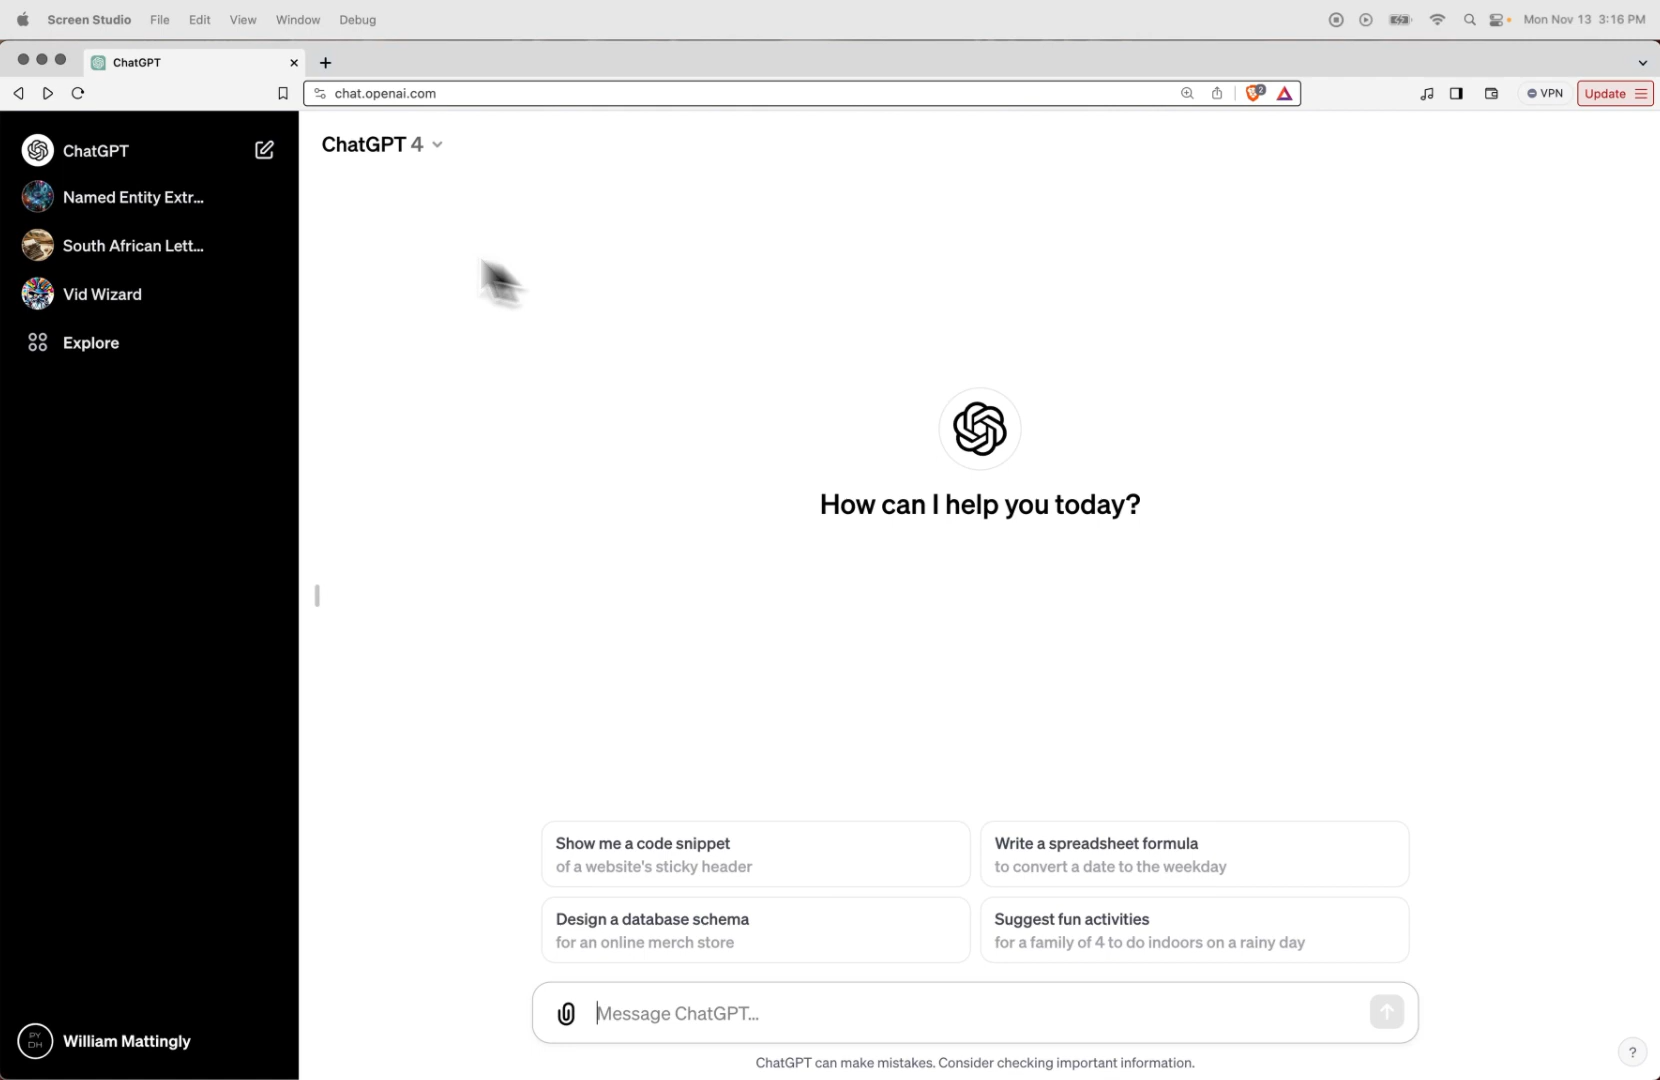 Screen Studio File Edit View Window Debug Mon Nov 13 3:16 PM
ChatGPT
chat.openai.com 2 VPN Update
ChatGPT
ChatGPT 4
Named Entity Extr...
South African Lett...
Vid Wizard
Explore
How can I help you today?
Show me a code snippet
of a website's sticky header
Write a spreadsheet formula
to convert a date to the weekday
Design a database schema
for an online merch store
Suggest fun activities
for a family of 4 to do indoors on a rainy day
Message ChatGPT...
PY
DH
William Mattingly
ChatGPT can make mistakes. Consider checking important information.
?